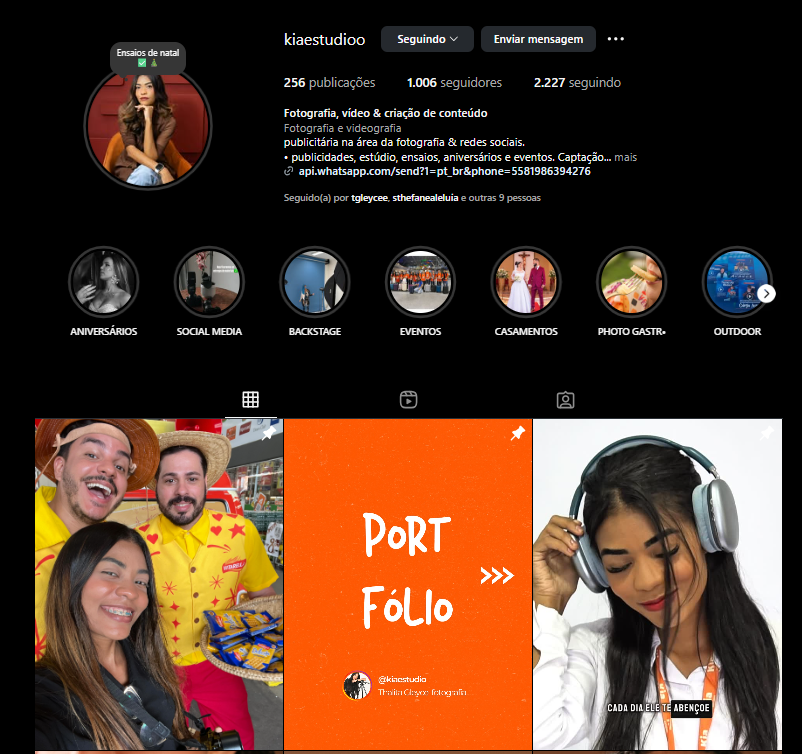 Ensaios de natal
✅🎄
kiaestudioo
Seguindo
Enviar mensagem
256 publicações
1.006 seguidores
2.227 seguindo
Fotografia, vídeo & criação de conteúdo
Fotografia e videografia
publicitária na área da fotografia & redes sociais.
• publicidades, estúdio, ensaios, aniversários e eventos. Captação... mais
api.whatsapp.com/send?1=pt_br&phone=5581986394276
Seguido(a) por tgleycee, sthefanealeluia e outras 9 pessoas
ANIVERSÁRIOS
SOCIAL MEDIA
BACKSTAGE
EVENTOS
CASAMENTOS
PHOTO GASTR•
OUTDOOR
PORT
FÓLIO
>>>
@kiaestudio
Thalita Gleyce fotografia
CADA DIA ELE TE ABENÇOE